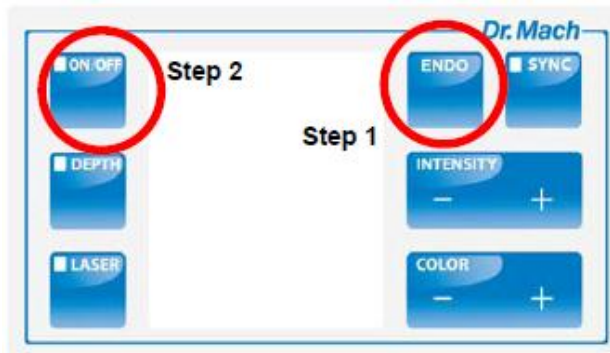 Dr. Mach
ON/OFF
Step 2
ENDO
SYNC
Step 1
DEPTH
INTENSITY
- +
LASER
COLOR
- +